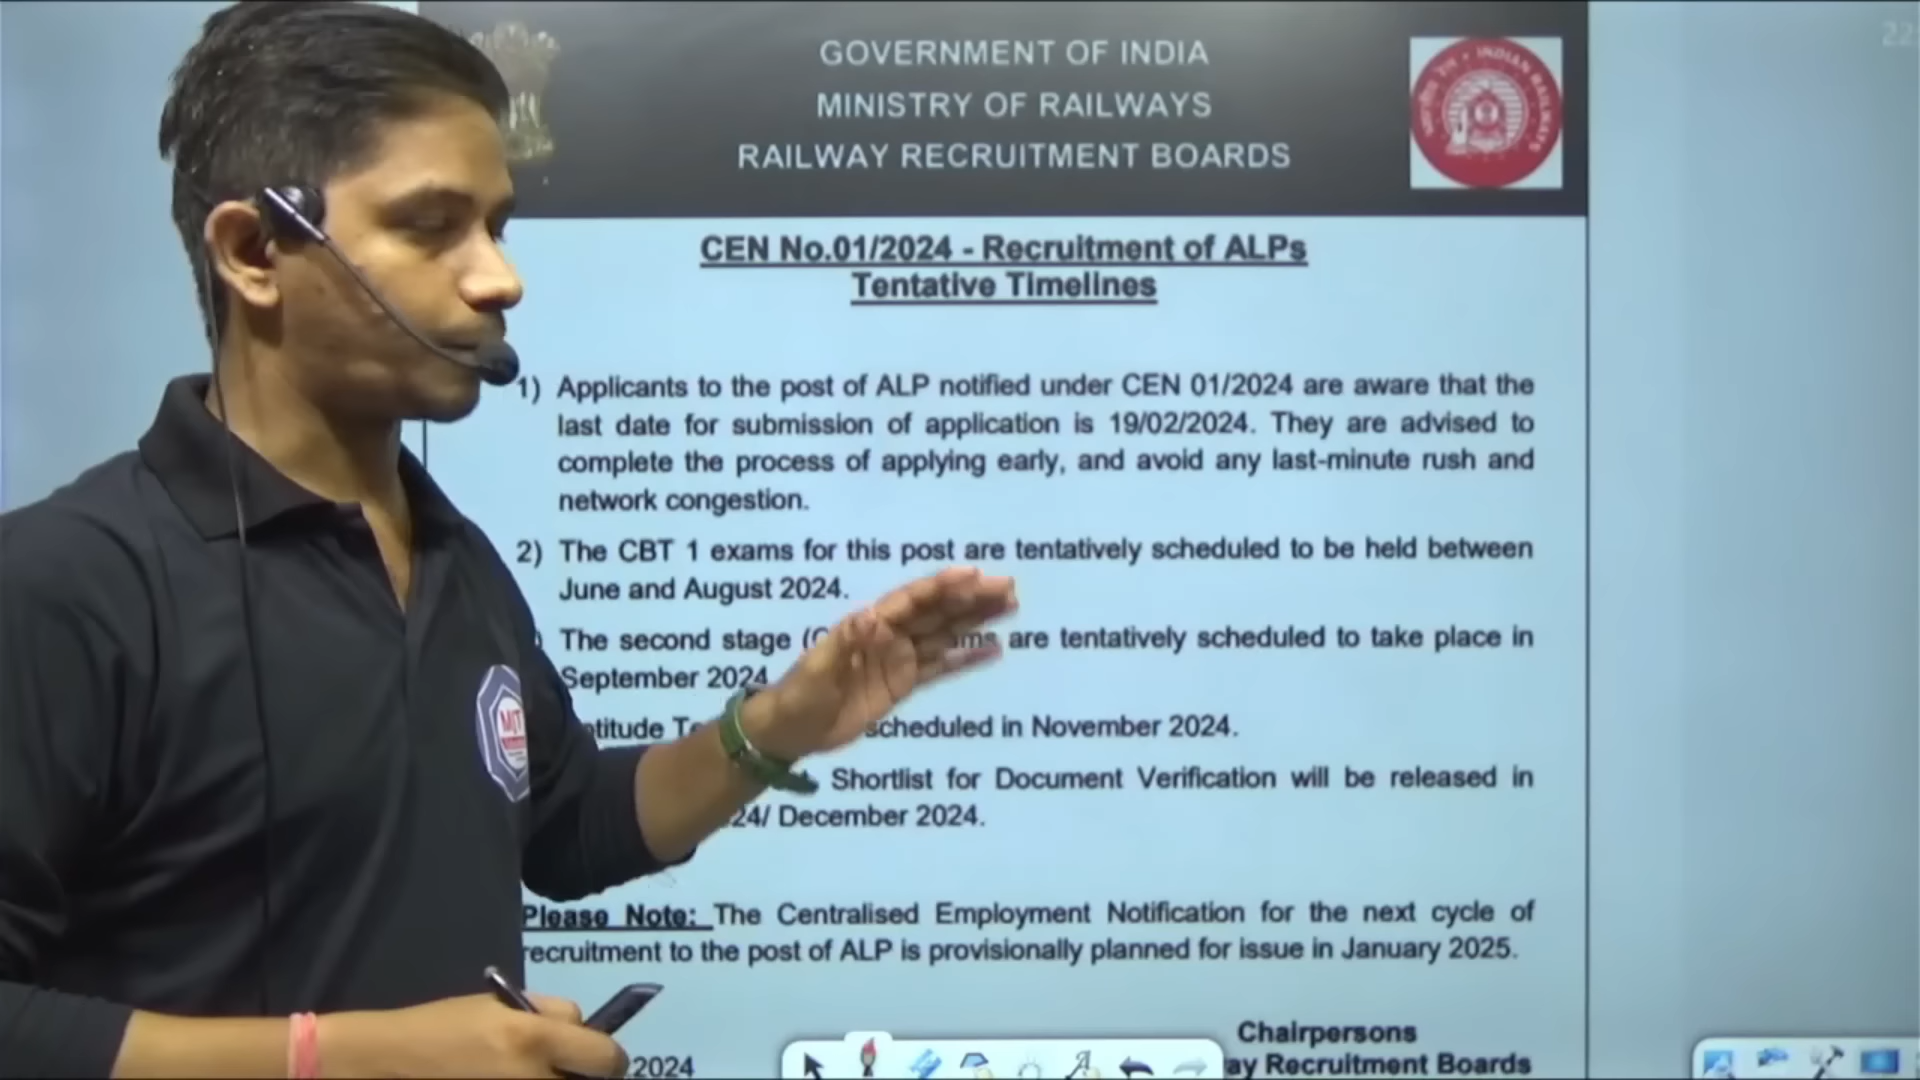 22
GOVERNMENT OF INDIA
MINISTRY OF RAILWAYS
RAILWAY RECRUITMENT BOARDS
INDIAN RAILWAYS
CEN No.01/2024 - Recruitment of ALPs
Tentative Timelines
1) Applicants to the post of ALP notified under CEN 01/2024 are aware that the
last date for submission of application is 19/02/2024. They are advised to
complete the process of applying early, and avoid any last-minute rush and
network congestion.
2) The CBT 1 exams for this post are tentatively scheduled to be held between
June and August 2024.
The second stage are tentatively scheduled to take place in
September 2024
scheduled in November 2024.
Shortlist for Document Verification will be released in
24/ December 2024.
Please Note: The Centralised Employment Notification for the next cycle of
recruitment to the post of ALP is provisionally planned for issue in January 2025.
Chairpersons
2024 ay Recruitment Boards
MJT